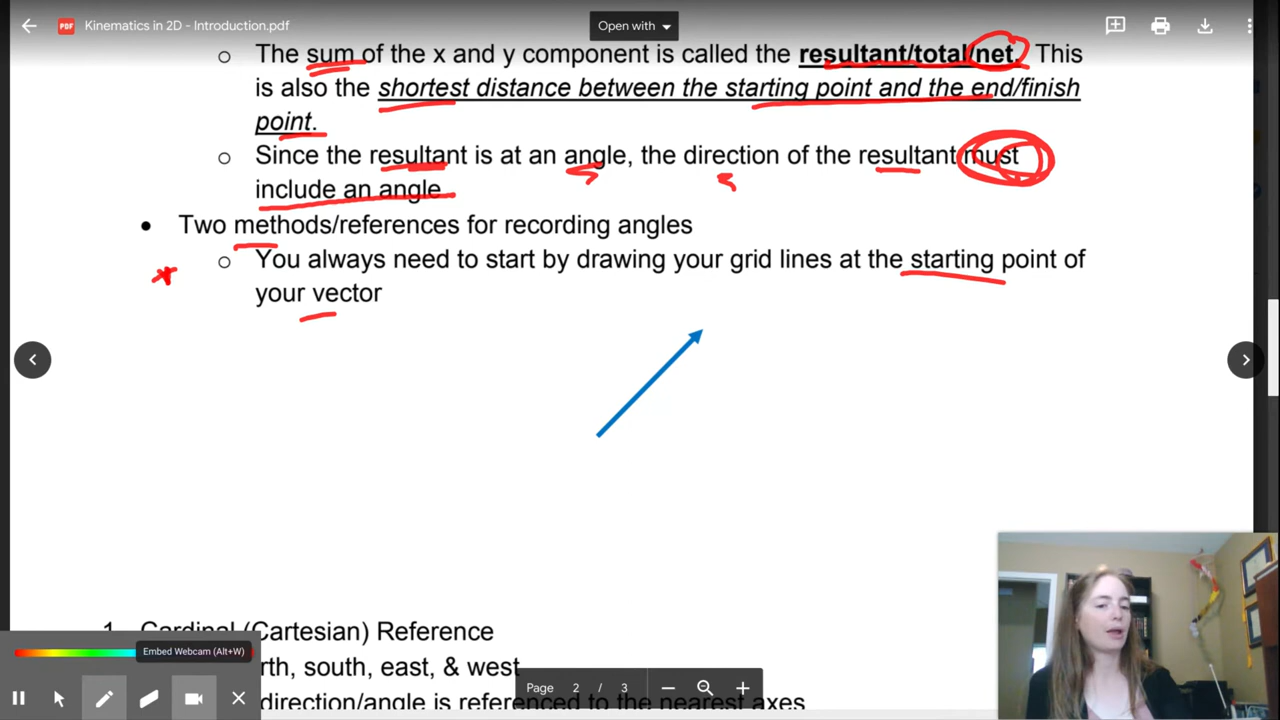 PDF
Kinematics in 2D - Introduction.pdf
Open with
o The sum of the x and y component is called the resultant/total/net. This
is also the shortest distance between the starting point and the end/finish
point.
o Since the resultant is at an angle, the direction of the resultant must
include an angle
• Two methods/references for recording angles
o You always need to start by drawing your grid lines at the starting point of
your vector
1. Cardinal (Cartesian) Reference
Embed Webcam (Alt+W)
rth, south, east, & west
Page 2 / 3
direction/angle is referenced to the nearest axes